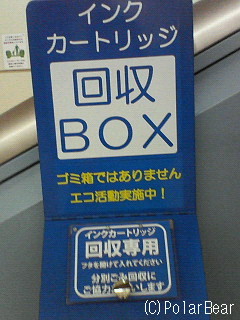 インク
カートリッジ
回収
BOX
ゴミ箱ではありません
エコ活動実施中！
インクカートリッジ
回収専用
フタを開けて入れてください
分別ごみ回収に
ご協力お いします
(C)PolarBear